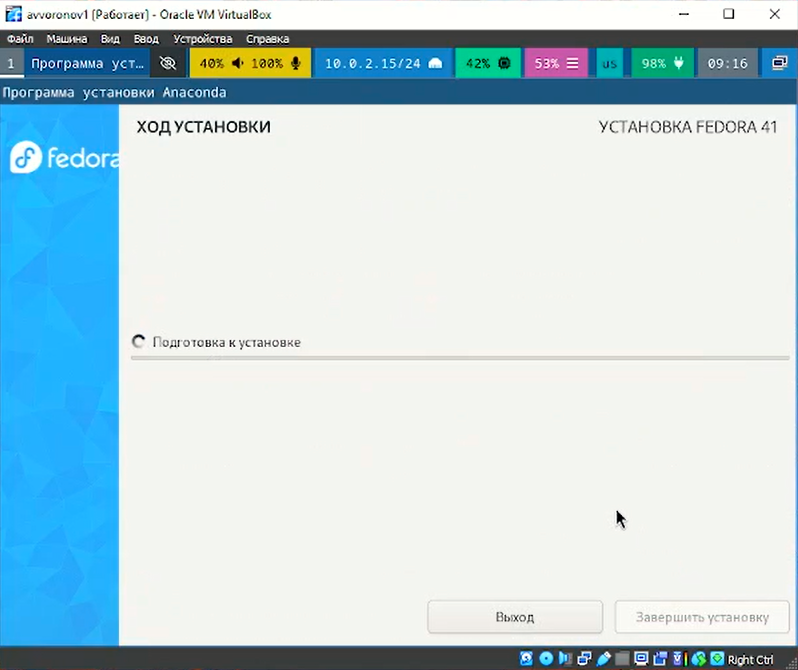 avvoronov1 [Работает] - Oracle VM VirtualBox
Файл Машина Вид Ввод Устройства Справка
1 Программа уст… 40% 100% 10.0.2.15/24 42% 53% us 98% 09:16
Программа установки Anaconda
fedora
ХОД УСТАНОВКИ
УСТАНОВКА FEDORA 41
Подготовка к установке
Выход
Завершить установку
Right Ctrl